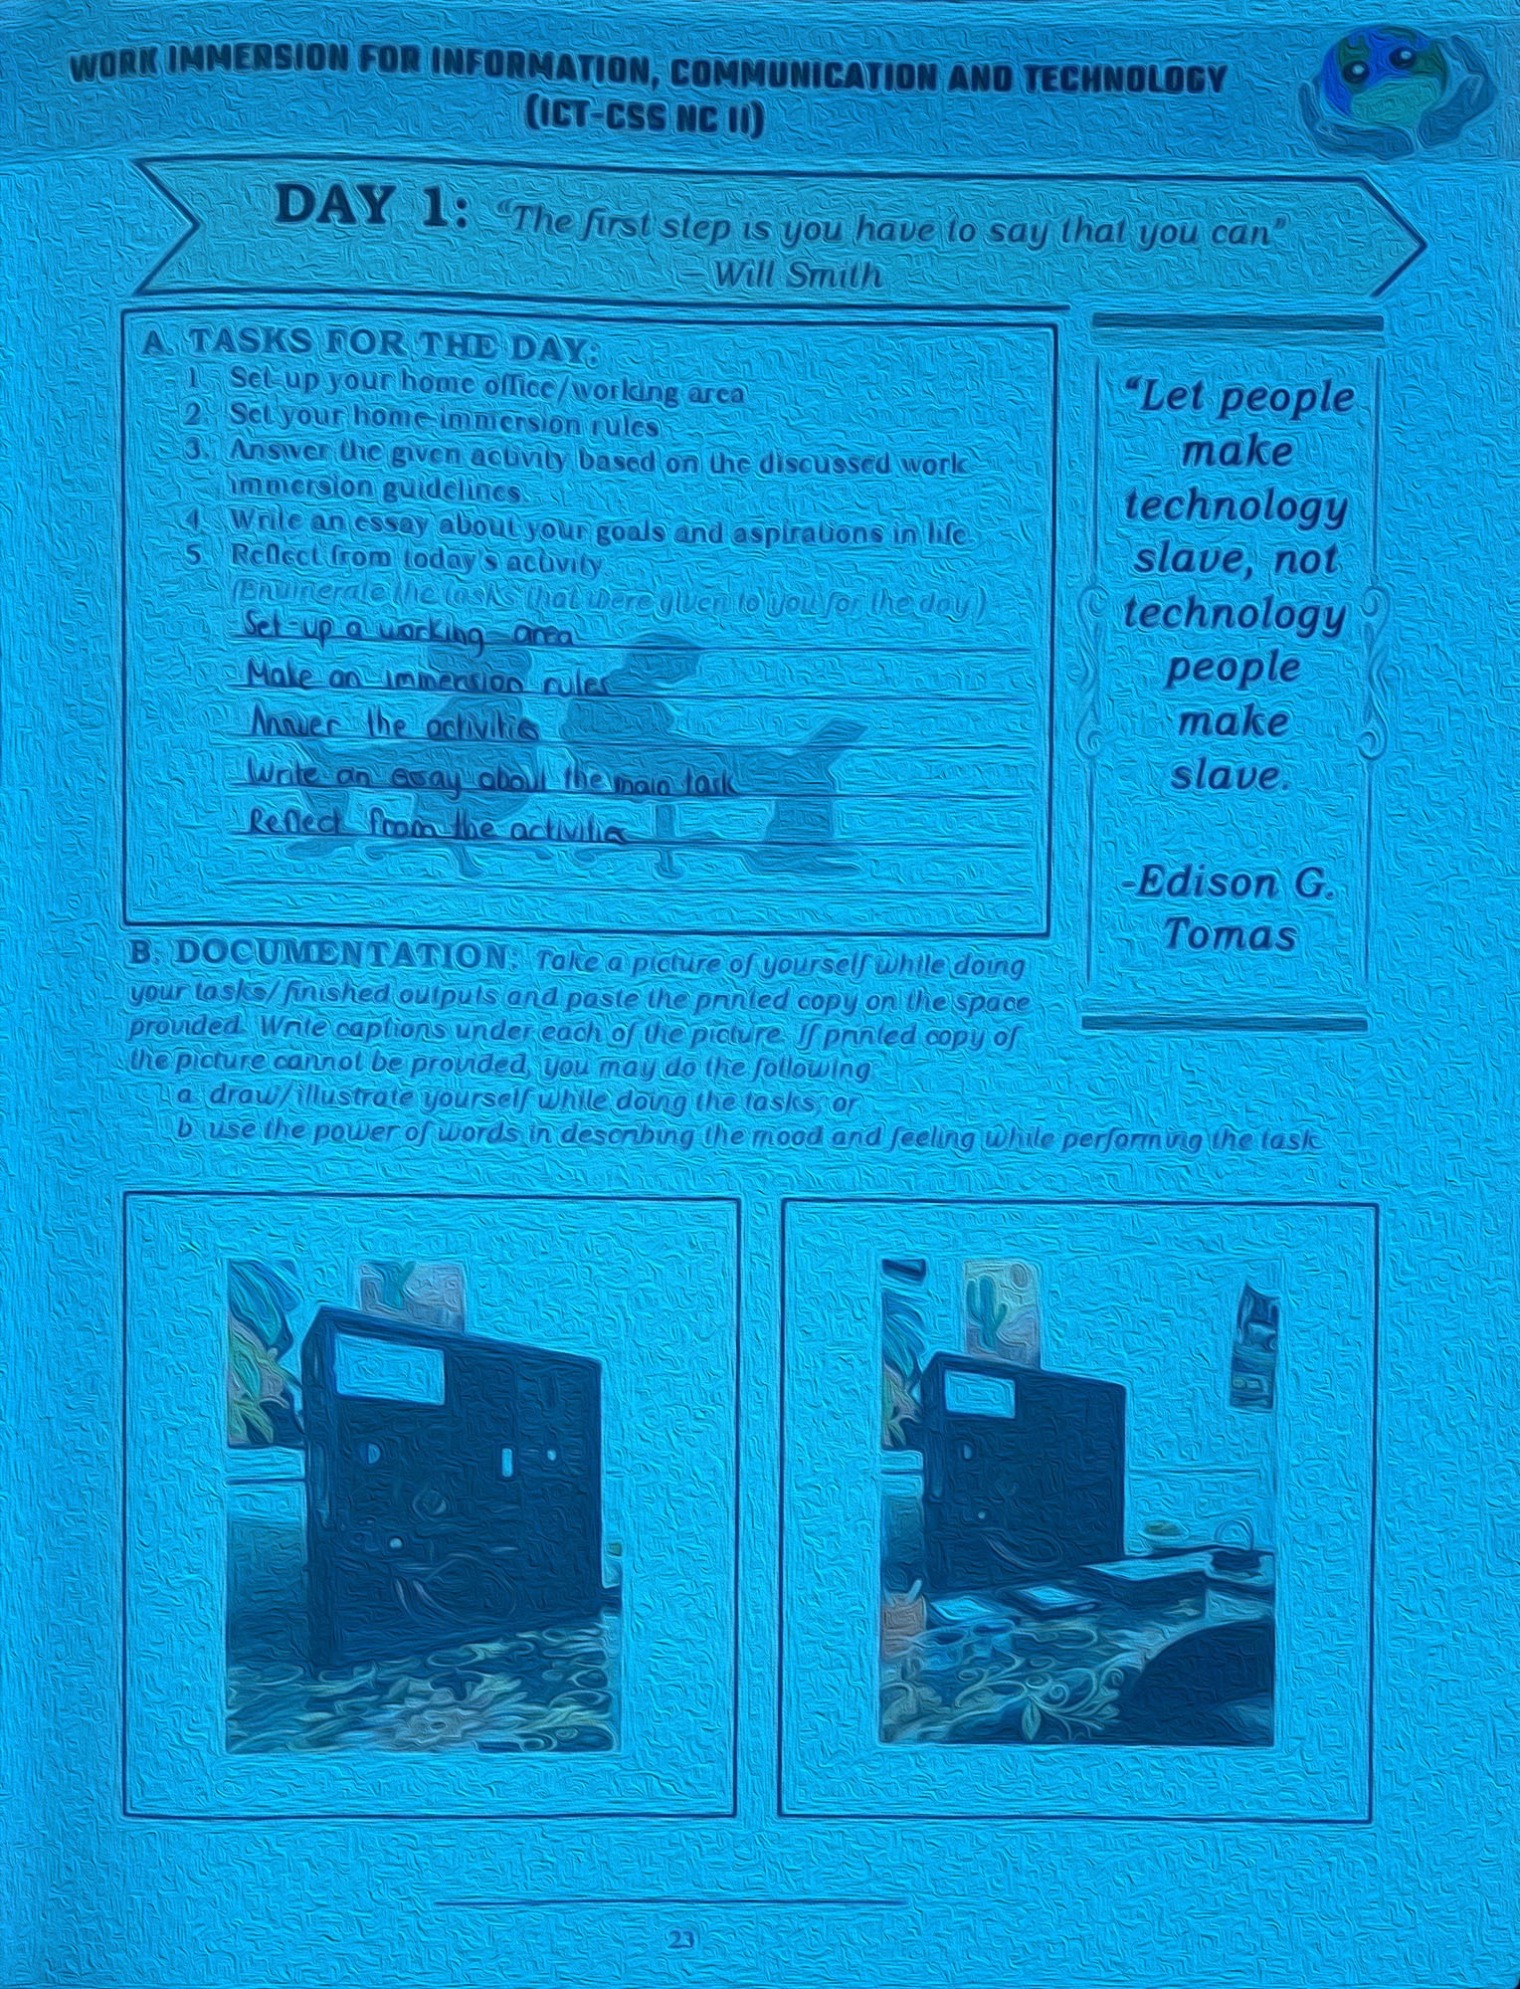 WORK IMMERSION FOR INFORMATION, COMMUNICATION AND TECHNOLOGY
(ICT-CSS NC II)
DAY 1: "The first step is you have to say that you can"
– Will Smith
A. TASKS FOR THE DAY:
1. Set-up your home office/working area
2. Set your home-immersion rules
3. Answer the given activity based on the discussed work
immersion guidelines.
4. Write an essay about your goals and aspirations in life.
5. Reflect from today's activity
(Enumerate the tasks that were given to you for the day.)
Set-up a working area
Make an immersion rules
Answer the activities
Write an essay about the main task
Reflect from the activities
"Let people
make
technology
slave, not
technology
people
make
slave.
-Edison G.
Tomas
B. DOCUMENTATION: Take a picture of yourself while doing
your tasks/finished outputs and paste the printed copy on the space
provided. Write captions under each of the picture. If printed copy of
the picture cannot be provided, you may do the following
a. draw/illustrate yourself while doing the tasks, or
b. use the power of words in describing the mood and feeling while performing the task
23